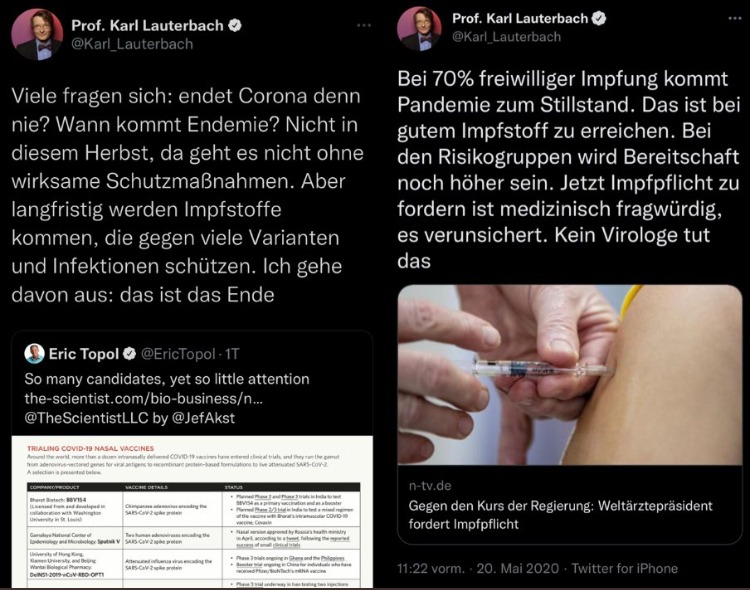 Prof. Karl Lauterbach
@Karl_Lauterbach
Viele fragen sich: endet Corona denn
nie? Wann kommt Endemie? Nicht in
diesem Herbst, da geht es nicht ohne
wirksame Schutzmaßnahmen. Aber
langfristig werden Impfstoffe
kommen, die gegen viele Varianten
und Infektionen schützen. Ich gehe
davon aus: das ist das Ende
Eric Topol @EricTopol · 1T
So many candidates, yet so little attention
the-scientist.com/bio-business/n...
@TheScientistLLC by @JefAkst
TRIALING COVID-19 NASAL VACCINES
Around the world, more than a dozen intranasally delivered COVID-19 vaccines have entered clinical trials, and they run the gamut
from adenovirus-vectored genes for viral antigens to recombinant protein-based formulations to live attenuated SARS-CoV-2.
A selection is presented below.
COMPANY/PRODUCT VACCINE DETAILS STATUS
Bharat Biotech: BBV154
(Licensed from and developed in
collaboration with Washington
University in St. Louis)
Chimpanzee adenovirus encoding the
SARS-CoV-2 spike protein
• Planned Phase 2 and Phase 3 trials in India to test
BBV154 as a primary vaccination and as a booster
• Planned Phase 2/3 trial in India to test a mixed regimen
of the vaccine with Bharat's intramuscular COVID-19
vaccine, Covaxin
Gamaleya National Center of
Epidemiology and Microbiology: Sputnik V
Two human adenoviruses encoding the
SARS-CoV-2 spike protein
• Nasal version approved by Russia's health ministry
in April, according to a tweet, following the reported
success of small clinical trials
University of Hong Kong,
Xiamen University, and Beijing
Wantai Biological Pharmacy:
DelNS1-2019-nCoV-RBD-OPT1
Attenuated influenza virus encoding the
SARS-CoV-2 spike protein
• Phase 3 trials ongoing in Ghana and the Philippines
• Booster trial ongoing in China for individuals who have
received Pfizer/BioNTech's mRNA vaccine
• Phase 3 trial underway in Iran testing two injections
Prof. Karl Lauterbach
@Karl_Lauterbach
Bei 70% freiwilliger Impfung kommt
Pandemie zum Stillstand. Das ist bei
gutem Impfstoff zu erreichen. Bei
den Risikogruppen wird Bereitschaft
noch höher sein. Jetzt Impfpflicht zu
fordern ist medizinisch fragwürdig,
es verunsichert. Kein Virologe tut
das
n-tv.de
Gegen den Kurs der Regierung: Weltärztepräsident
fordert Impfpflicht
11:22 vorm. · 20. Mai 2020 · Twitter for iPhone